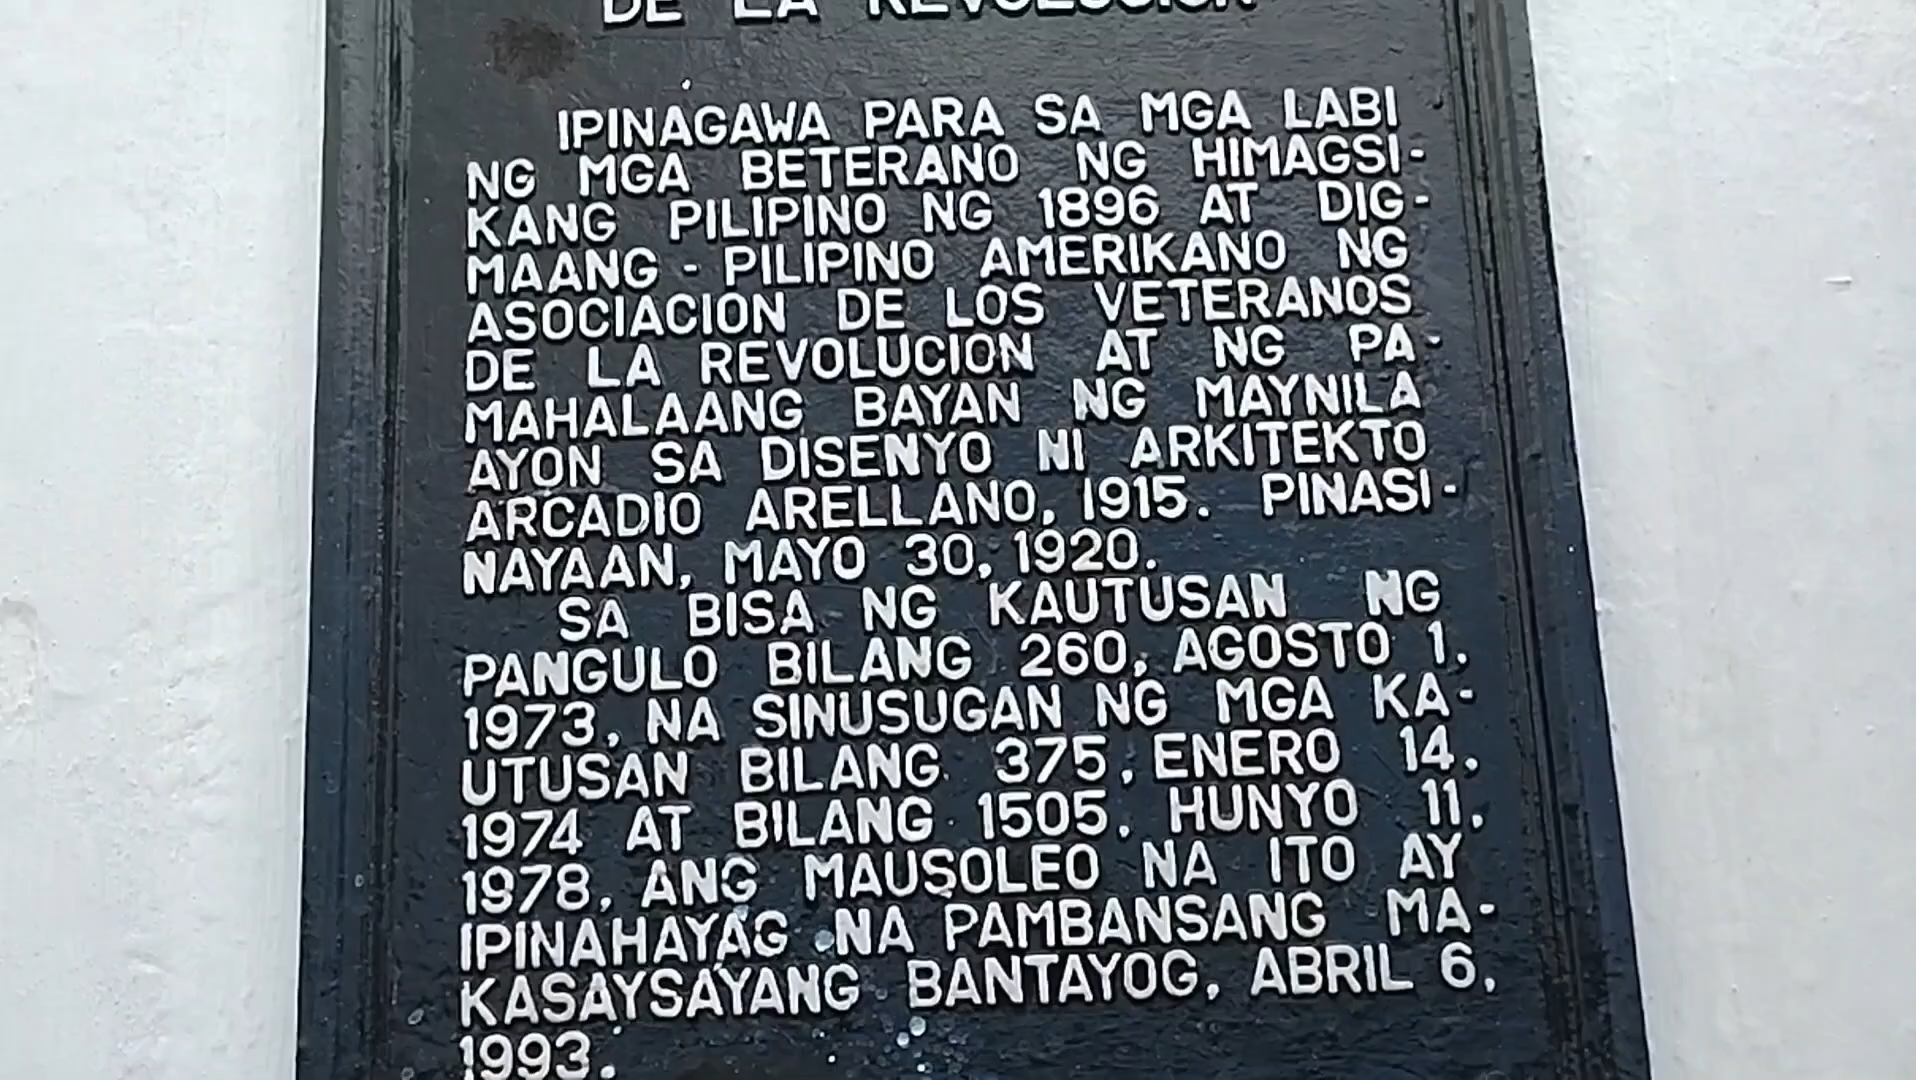 DE LA REVOLUCION
IPINAGAWA PARA SA MGA LABI
NG MGA BETERANO NG HIMAGSI-
KANG PILIPINO NG 1896 AT DIG-
MAANG - PILIPINO AMERIKANO NG
ASOCIACION DE LOS VETERANOS
DE LA REVOLUCION AT NG PA-
MAHALAANG BAYAN NG MAYNILA
AYON SA DISENYO NI ARKITEKTO
ARCADIO ARELLANO, 1915. PINASI-
NAYAAN, MAYO 30, 1920.
SA BISA NG KAUTUSAN NG
PANGULO BILANG 260, AGOSTO 1,
1973, NA SINUSUGAN NG MGA KA-
UTUSAN BILANG 375, ENERO 14,
1974 AT BILANG 1505, HUNYO 11,
1978, ANG MAUSOLEO NA ITO AY
IPINAHAYAG NA PAMBANSANG MA-
KASAYSAYANG BANTAYOG, ABRIL 6,
1993.